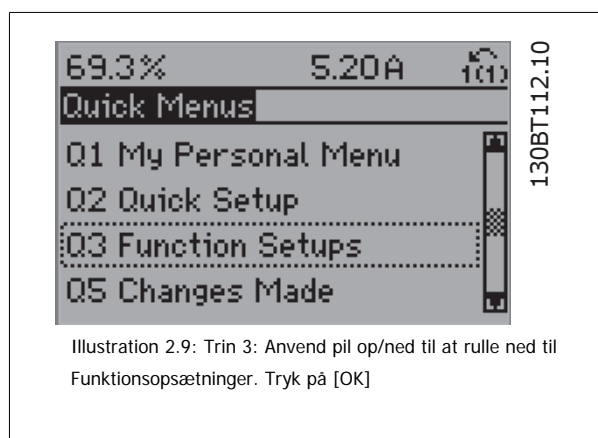 69.3%
5.20A
1(1)
Quick Menus
Q1 My Personal Menu
Q2 Quick Setup
Q3 Function Setups
Q5 Changes Made
130BT112.10
Illustration 2.9: Trin 3: Anvend pil op/ned til at rulle ned til
Funktionsopsætninger. Tryk på [OK]